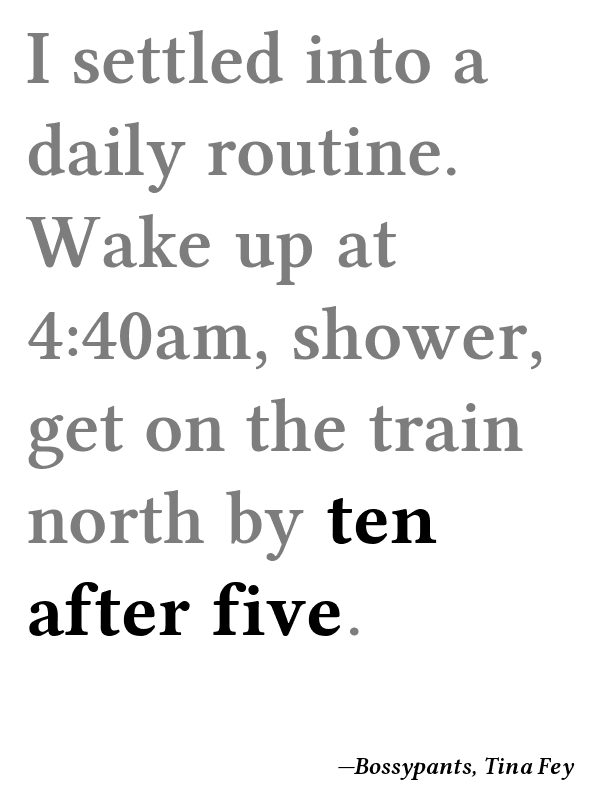 I settled into a
daily routine.
Wake up at
4:40am, shower,
get on the train
north by ten
after five.
—Bossypants, Tina Fey